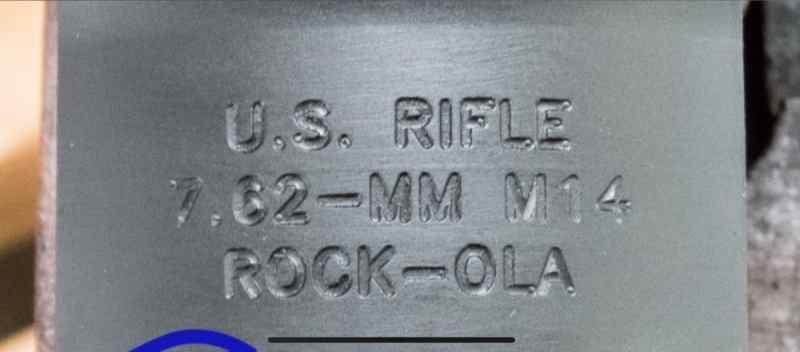 U.S. RIFLE
7.62-MM M14
ROCK-OLA